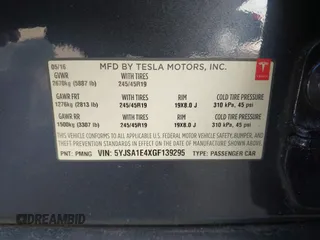 09/16 MFD BY TESLA MOTORS, INC.
GVWR WITH TIRES
2670kg (5887 lb) 245/45R19
GAWR FRT WITH TIRES RIM COLD TIRE PRESSURE
1276kg (2813 lb) 245/45R19 19X8.0 J 310 kPa, 45 psi
GAWR RR WITH TIRES RIM COLD TIRE PRESSURE
1500kg (3307 lb) 245/45R19 19X8.0 J 310 kPa, 45 psi
THIS VEHICLE CONFORMS TO ALL APPLICABLE U.S.
FEDERAL MOTOR VEHICLE SAFETY, BUMPER, AND THEFT
PREVENTION STANDARDS IN EFFECT ON THE DATE OF MANUFACTURE SHOWN ABOVE.
PNT: PMNG VIN: 5YJSA1E4XGF139295 TYPE: PASSENGER CAR
DREAMBID
TESLA